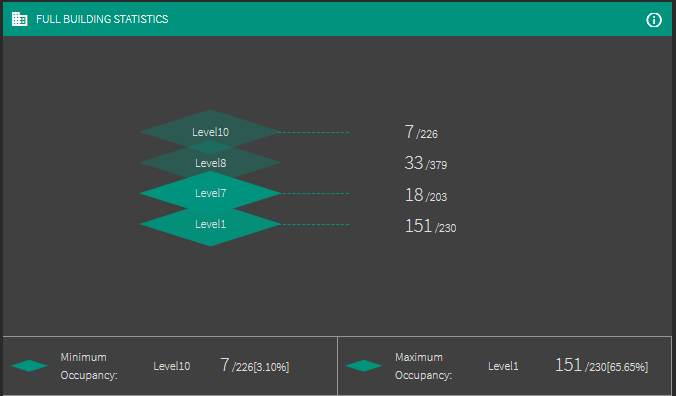 FULL BUILDING STATISTICS
Level10 7/226
Level8 33/379
Level7 18/203
Level1 151/230
Minimum Occupancy: Level10 7/226[3.10%]
Maximum Occupancy: Level1 151/230[65.65%]